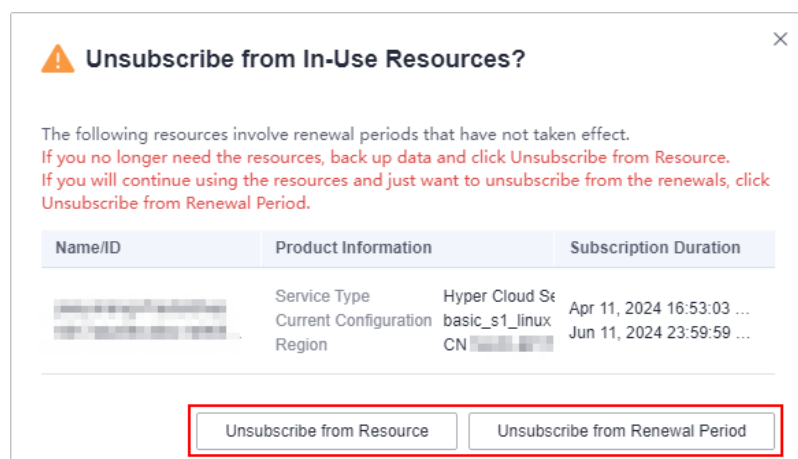 Unsubscribe from In-Use Resources?
The following resources involve renewal periods that have not taken effect.
If you no longer need the resources, back up data and click Unsubscribe from Resource.
If you will continue using the resources and just want to unsubscribe from the renewals, click
Unsubscribe from Renewal Period.
Name/ID Product Information Subscription Duration
Service Type Hyper Cloud Se
Current Configuration basic_s1_linux
Region CN
Apr 11, 2024 16:53:03 ...
Jun 11, 2024 23:59:59 ...
Unsubscribe from Resource Unsubscribe from Renewal Period